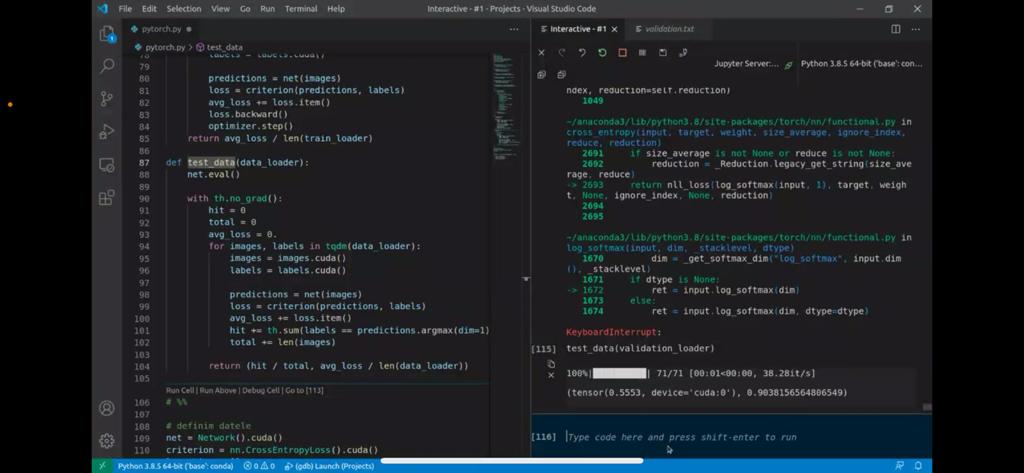 File Edit Selection View Go Run Terminal Help
Interactive - #1 - Projects - Visual Studio Code
pytorch.py
pytorch.py > test_data
78 labels = labels.cuda()
79
80 predictions = net(images)
81 loss = criterion(predictions, labels)
82 avg_loss += loss.item()
83 loss.backward()
84 optimizer.step()
85 return avg_loss / len(train_loader)
86
87 def test_data(data_loader):
88 net.eval()
89
90 with th.no_grad():
91 hit = 0
92 total = 0
93 avg_loss = 0.
94 for images, labels in tqdm(data_loader):
95 images = images.cuda()
96 labels = labels.cuda()
97
98 predictions = net(images)
99 loss = criterion(predictions, labels)
100 avg_loss += loss.item()
101 hit += th.sum(labels == predictions.argmax(dim=1)
102 total += len(images)
103
104 return (hit / total, avg_loss / len(data_loader))
105
Run Cell | Run Above | Debug Cell | Go to [113]
106 # %%
107
108 # definim datele
109 net = Network().cuda()
110 criterion = nn.CrossEntropyLoss().cuda()
Interactive - #1
validation.txt
Jupyter Server:...
Python 3.8.5 64-bit ('base': cond...
ndex, reduction=self.reduction)
1049
~/anaconda3/lib/python3.8/site-packages/torch/nn/functional.py in
cross_entropy(input, target, weight, size_average, ignore_index,
reduce, reduction)
2691 if size_average is not None or reduce is not None:
2692 reduction = _Reduction.legacy_get_string(size_ave
rage, reduce)
-> 2693 return nll_loss(log_softmax(input, 1), target, weigh
t, None, ignore_index, None, reduction)
2694
2695
~/anaconda3/lib/python3.8/site-packages/torch/nn/functional.py in
log_softmax(input, dim, _stacklevel, dtype)
1670 dim = _get_softmax_dim("log_softmax", input.dim
(), _stacklevel)
1671 if dtype is None:
-> 1672 ret = input.log_softmax(dim)
1673 else:
1674 ret = input.log_softmax(dim, dtype=dtype)
KeyboardInterrupt:
[115] test_data(validation_loader)
100%| 71/71 [00:01<00:00, 38.28it/s]
(tensor(0.5553, device='cuda:0'), 0.9038156564806549)
[116] Type code here and press shift-enter to run
Python 3.8.5 64-bit ('base': conda) 0 0 (gdb) Launch (Projects)